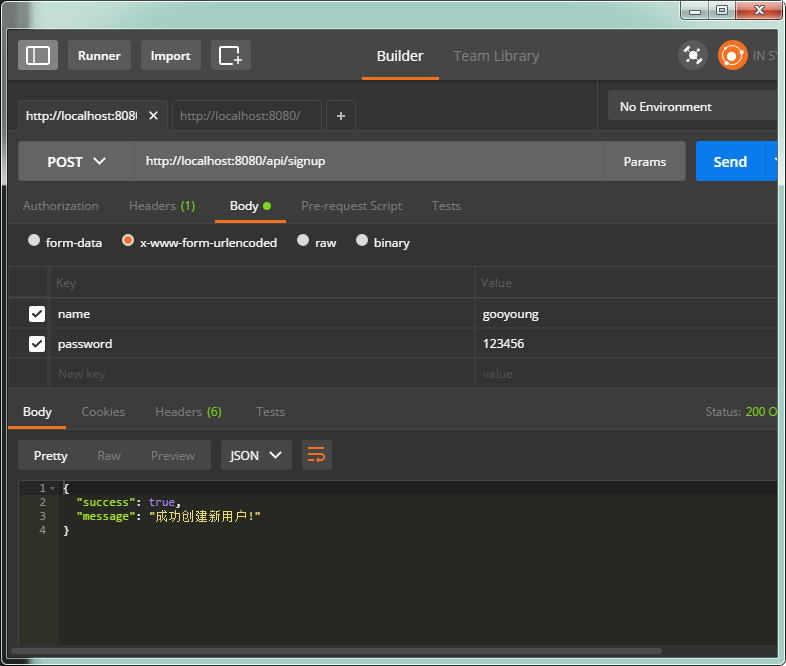 Runner Import Builder Team Library IN SY
http://localhost:808 http://localhost:8080/ + No Environment
POST http://localhost:8080/api/signup Params Send
Authorization Headers (1) Body Pre-request Script Tests
form-data x-www-form-urlencoded raw binary
Key Value
name gooyoung
password 123456
New key value
Body Cookies Headers (6) Tests Status: 200 O
Pretty Raw Preview JSON
1 {
2 "success": true,
3 "message": "成功创建新用户!"
4 }